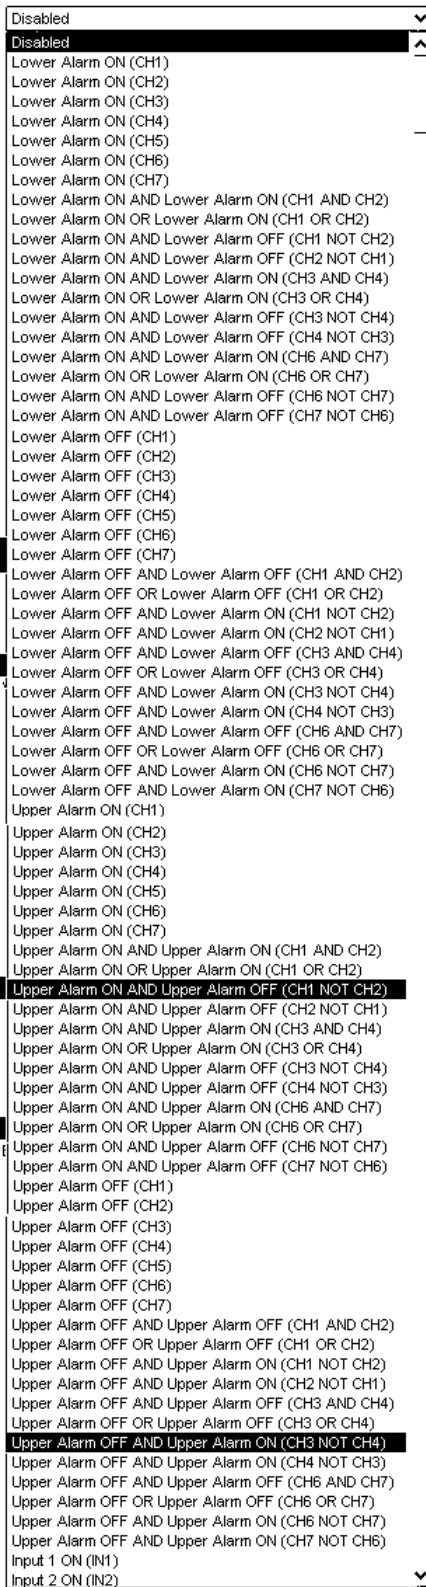 Disabled
Disabled
Lower Alarm ON (CH1)
Lower Alarm ON (CH2)
Lower Alarm ON (CH3)
Lower Alarm ON (CH4)
Lower Alarm ON (CH5)
Lower Alarm ON (CH6)
Lower Alarm ON (CH7)
Lower Alarm ON AND Lower Alarm ON (CH1 AND CH2)
Lower Alarm ON OR Lower Alarm ON (CH1 OR CH2)
Lower Alarm ON AND Lower Alarm OFF (CH1 NOT CH2)
Lower Alarm ON AND Lower Alarm OFF (CH2 NOT CH1)
Lower Alarm ON AND Lower Alarm ON (CH3 AND CH4)
Lower Alarm ON OR Lower Alarm ON (CH3 OR CH4)
Lower Alarm ON AND Lower Alarm OFF (CH3 NOT CH4)
Lower Alarm ON AND Lower Alarm OFF (CH4 NOT CH3)
Lower Alarm ON AND Lower Alarm ON (CH6 AND CH7)
Lower Alarm ON OR Lower Alarm ON (CH6 OR CH7)
Lower Alarm ON AND Lower Alarm OFF (CH6 NOT CH7)
Lower Alarm ON AND Lower Alarm OFF (CH7 NOT CH6)
Lower Alarm OFF (CH1)
Lower Alarm OFF (CH2)
Lower Alarm OFF (CH3)
Lower Alarm OFF (CH4)
Lower Alarm OFF (CH5)
Lower Alarm OFF (CH6)
Lower Alarm OFF (CH7)
Lower Alarm OFF AND Lower Alarm OFF (CH1 AND CH2)
Lower Alarm OFF OR Lower Alarm OFF (CH1 OR CH2)
Lower Alarm OFF AND Lower Alarm ON (CH1 NOT CH2)
Lower Alarm OFF AND Lower Alarm ON (CH2 NOT CH1)
Lower Alarm OFF AND Lower Alarm OFF (CH3 AND CH4)
Lower Alarm OFF OR Lower Alarm OFF (CH3 OR CH4)
Lower Alarm OFF AND Lower Alarm ON (CH3 NOT CH4)
Lower Alarm OFF AND Lower Alarm ON (CH4 NOT CH3)
Lower Alarm OFF AND Lower Alarm OFF (CH6 AND CH7)
Lower Alarm OFF OR Lower Alarm OFF (CH6 OR CH7)
Lower Alarm OFF AND Lower Alarm ON (CH6 NOT CH7)
Lower Alarm OFF AND Lower Alarm ON (CH7 NOT CH6)
Upper Alarm ON (CH1)
Upper Alarm ON (CH2)
Upper Alarm ON (CH3)
Upper Alarm ON (CH4)
Upper Alarm ON (CH5)
Upper Alarm ON (CH6)
Upper Alarm ON (CH7)
Upper Alarm ON AND Upper Alarm ON (CH1 AND CH2)
Upper Alarm ON OR Upper Alarm ON (CH1 OR CH2)
Upper Alarm ON AND Upper Alarm OFF (CH1 NOT CH2)
Upper Alarm ON AND Upper Alarm OFF (CH2 NOT CH1)
Upper Alarm ON AND Upper Alarm ON (CH3 AND CH4)
Upper Alarm ON OR Upper Alarm ON (CH3 OR CH4)
Upper Alarm ON AND Upper Alarm OFF (CH3 NOT CH4)
Upper Alarm ON AND Upper Alarm OFF (CH4 NOT CH3)
Upper Alarm ON AND Upper Alarm ON (CH6 AND CH7)
Upper Alarm ON OR Upper Alarm ON (CH6 OR CH7)
Upper Alarm ON AND Upper Alarm OFF (CH6 NOT CH7)
Upper Alarm ON AND Upper Alarm OFF (CH7 NOT CH6)
Upper Alarm OFF (CH1)
Upper Alarm OFF (CH2)
Upper Alarm OFF (CH3)
Upper Alarm OFF (CH4)
Upper Alarm OFF (CH5)
Upper Alarm OFF (CH6)
Upper Alarm OFF (CH7)
Upper Alarm OFF AND Upper Alarm OFF (CH1 AND CH2)
Upper Alarm OFF OR Upper Alarm OFF (CH1 OR CH2)
Upper Alarm OFF AND Upper Alarm ON (CH1 NOT CH2)
Upper Alarm OFF AND Upper Alarm ON (CH2 NOT CH1)
Upper Alarm OFF AND Upper Alarm OFF (CH3 AND CH4)
Upper Alarm OFF OR Upper Alarm OFF (CH3 OR CH4)
Upper Alarm OFF AND Upper Alarm ON (CH3 NOT CH4)
Upper Alarm OFF AND Upper Alarm ON (CH4 NOT CH3)
Upper Alarm OFF AND Upper Alarm OFF (CH6 AND CH7)
Upper Alarm OFF OR Upper Alarm OFF (CH6 OR CH7)
Upper Alarm OFF AND Upper Alarm ON (CH6 NOT CH7)
Upper Alarm OFF AND Upper Alarm ON (CH7 NOT CH6)
Input 1 ON (IN1)
Input 2 ON (IN2)